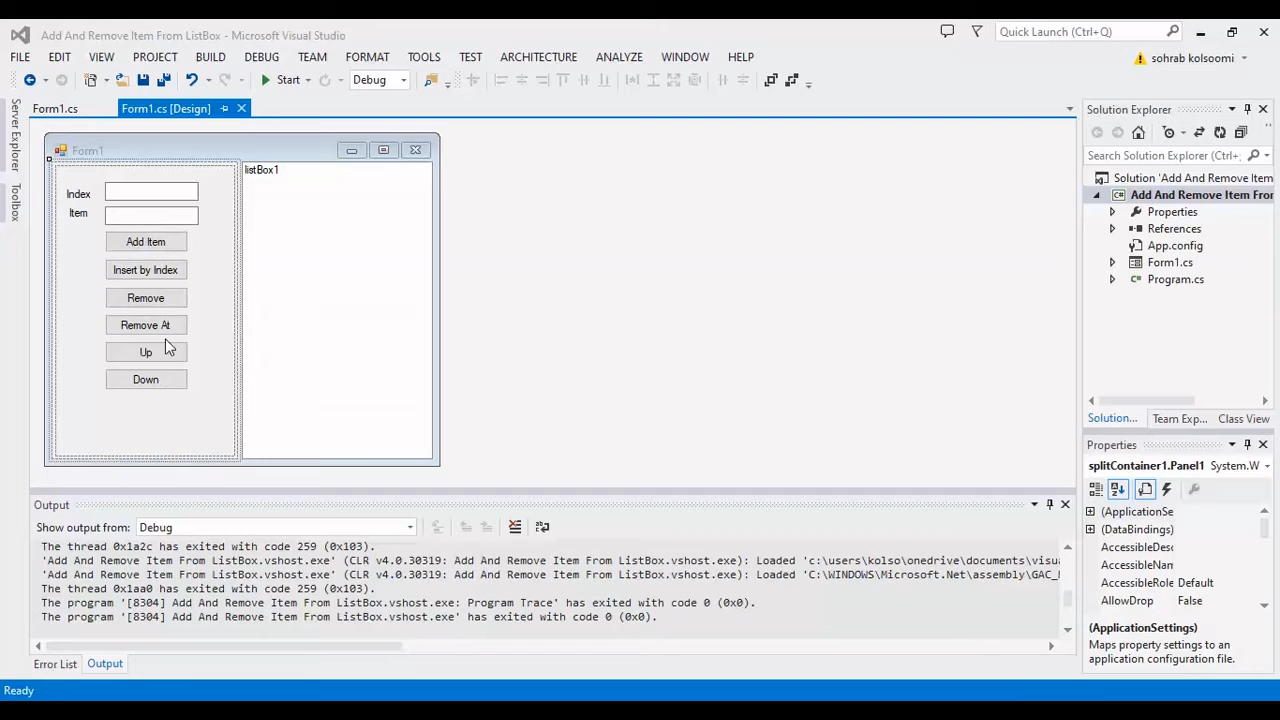 Add And Remove Item From ListBox - Microsoft Visual Studio
Quick Launch (Ctrl+Q)
FILE EDIT VIEW PROJECT BUILD DEBUG TEAM FORMAT TOOLS TEST ARCHITECTURE ANALYZE WINDOW HELP
sohrab kolsoomi
Start Debug
Form1.cs Form1.cs [Design]
Solution Explorer
Server Explorer
Toolbox
Form1
listBox1
Index
Item
Add Item
Insert by Index
Remove
Remove At
Up
Down
Search Solution Explorer (Ctrl+
Solution 'Add And Remove Item
Add And Remove Item Fror
Properties
References
App.config
Form1.cs
Program.cs
Solution... Team Exp... Class View
Properties
splitContainer1.Panel1 System.W
(ApplicationSe
(DataBindings)
AccessibleDesc
AccessibleNam
AccessibleRole Default
AllowDrop False
(ApplicationSettings)
Maps property settings to an
application configuration file.
Output
Show output from: Debug
The thread 0x1a2c has exited with code 259 (0x103).
'Add And Remove Item From ListBox.vshost.exe' (CLR v4.0.30319: Add And Remove Item From ListBox.vshost.exe): Loaded 'c:\users\kolso\onedrive\documents\visua
'Add And Remove Item From ListBox.vshost.exe' (CLR v4.0.30319: Add And Remove Item From ListBox.vshost.exe): Loaded 'C:\WINDOWS\Microsoft.Net\assembly\GAC_M
The thread 0x1aa0 has exited with code 259 (0x103).
The program '[8304] Add And Remove Item From ListBox.vshost.exe: Program Trace' has exited with code 0 (0x0).
The program '[8304] Add And Remove Item From ListBox.vshost.exe' has exited with code 0 (0x0).
Error List Output
Ready